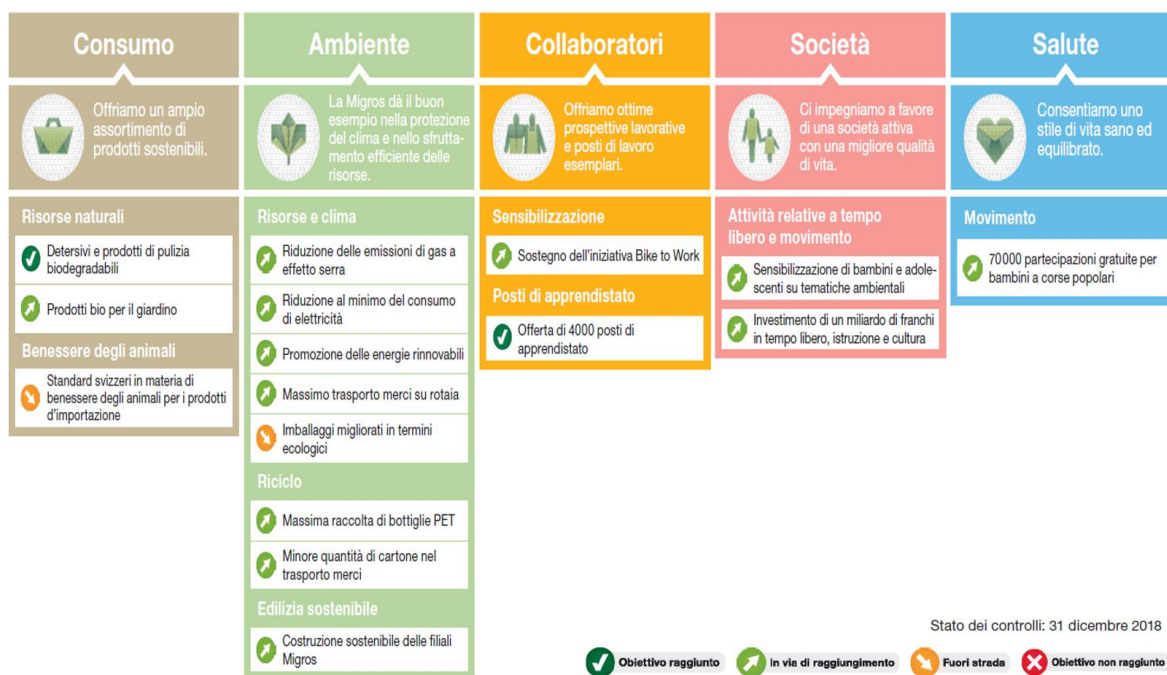 Consumo
Offriamo un ampio
assortimento di
prodotti sostenibili.
Risorse naturali
Detersivi e prodotti di pulizia
biodegradabili
Prodotti bio per il giardino
Benessere degli animali
Standard svizzeri in materia di
benessere degli animali per i prodotti
d'importazione
Ambiente
La Migros dà il buon
esempio nella protezione
del clima e nello sfrutta-
mento efficiente delle
risorse.
Risorse e clima
Riduzione delle emissioni di gas a
effetto serra
Riduzione al minimo del consumo
di elettricità
Promozione delle energie rinnovabili
Massimo trasporto merci su rotaia
Imballaggi migliorati in termini
ecologici
Riciclo
Massima raccolta di bottiglie PET
Minore quantità di cartone nel
trasporto merci
Edilizia sostenibile
Costruzione sostenibile delle filiali
Migros
Collaboratori
Offriamo ottime
prospettive lavorative
e posti di lavoro
esemplari.
Sensibilizzazione
Sostegno dell'iniziativa Bike to Work
Posti di apprendistato
Offerta di 4000 posti di
apprendistato
Società
Ci impegniamo a favore
di una società attiva
con una migliore qualità
di vita.
Attività relative a tempo
libero e movimento
Sensibilizzazione di bambini e adole-
scenti su tematiche ambientali
Investimento di un miliardo di franchi
in tempo libero, istruzione e cultura
Salute
Consentiamo uno
stile di vita sano ed
equilibrato.
Movimento
70000 partecipazioni gratuite per
bambini a corse popolari
Stato dei controlli: 31 dicembre 2018
Obiettivo raggiunto
In via di raggiungimento
Fuori strada
Obiettivo non raggiunto